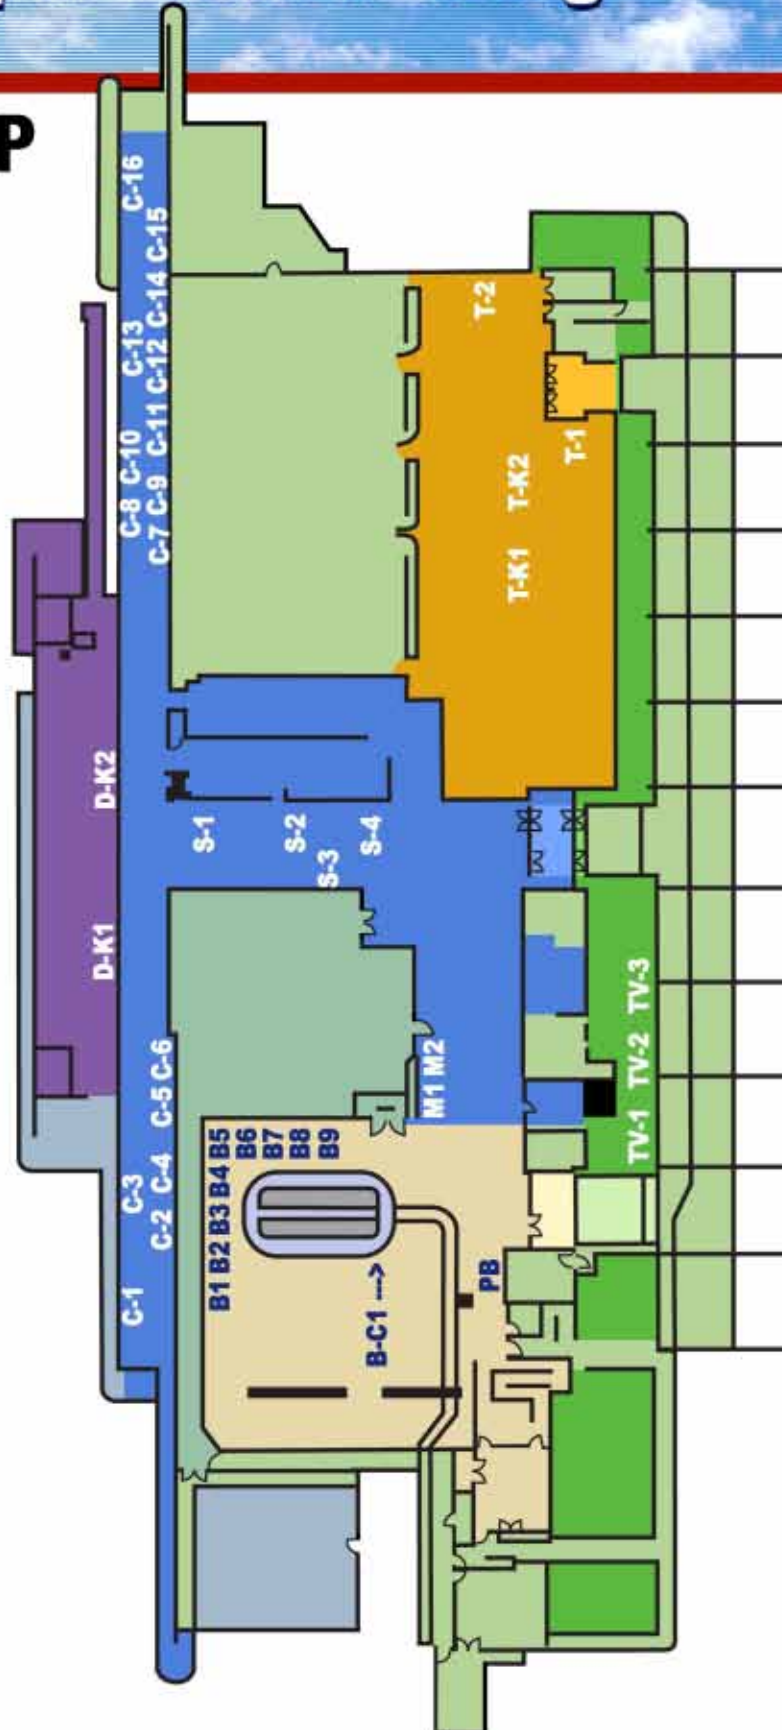 P
C-16
C-15
C-14
C-13
C-12
C-11
C-10
C-9
C-8
C-7
T-2
T-1
T-K2
T-K1
D-K2
D-K1
S-1
S-2
S-3
S-4
C-6
C-5
C-4
C-3
C-2
C-1
M1 M2
TV-1 TV-2 TV-3
B1 B2 B3 B4 B5
B6
B7
B8
B9
B-C1 --->
PB